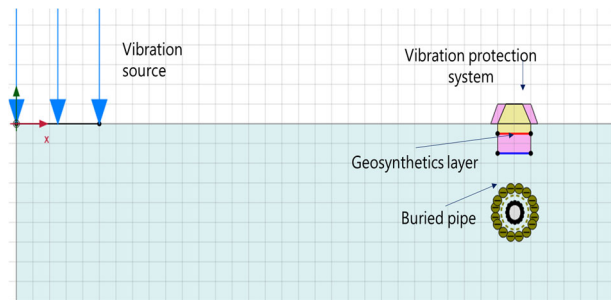 Vibration
source
Vibration protection
system
Geosynthetics layer
Buried pipe
x